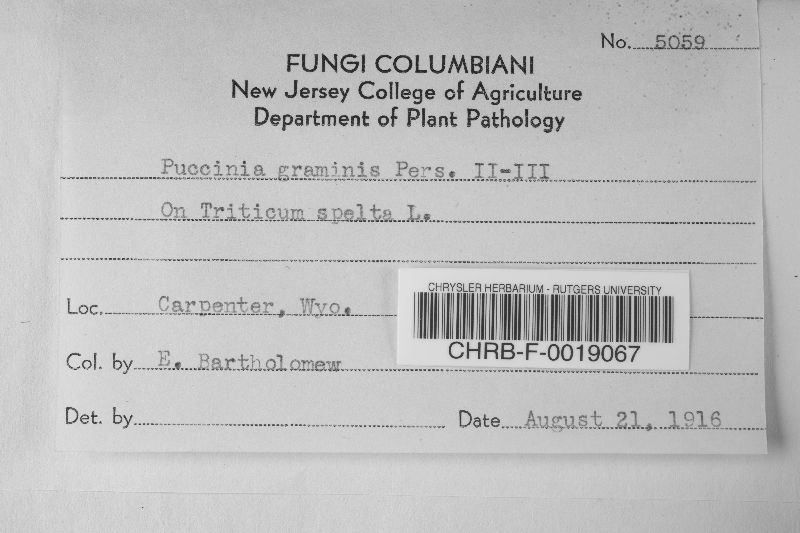 No. 5059
FUNGI COLUMBIANI
New Jersey College of Agriculture
Department of Plant Pathology
Puccinia graminis Pers. II-III
On Triticum spelta L.
CHRYSLER HERBARIUM - RUTGERS UNIVERSITY
Loc. Carpenter, Wyo.
CHRB-F-0019067
Col. by E. Bartholomew
Det. by
Date August 21, 1916